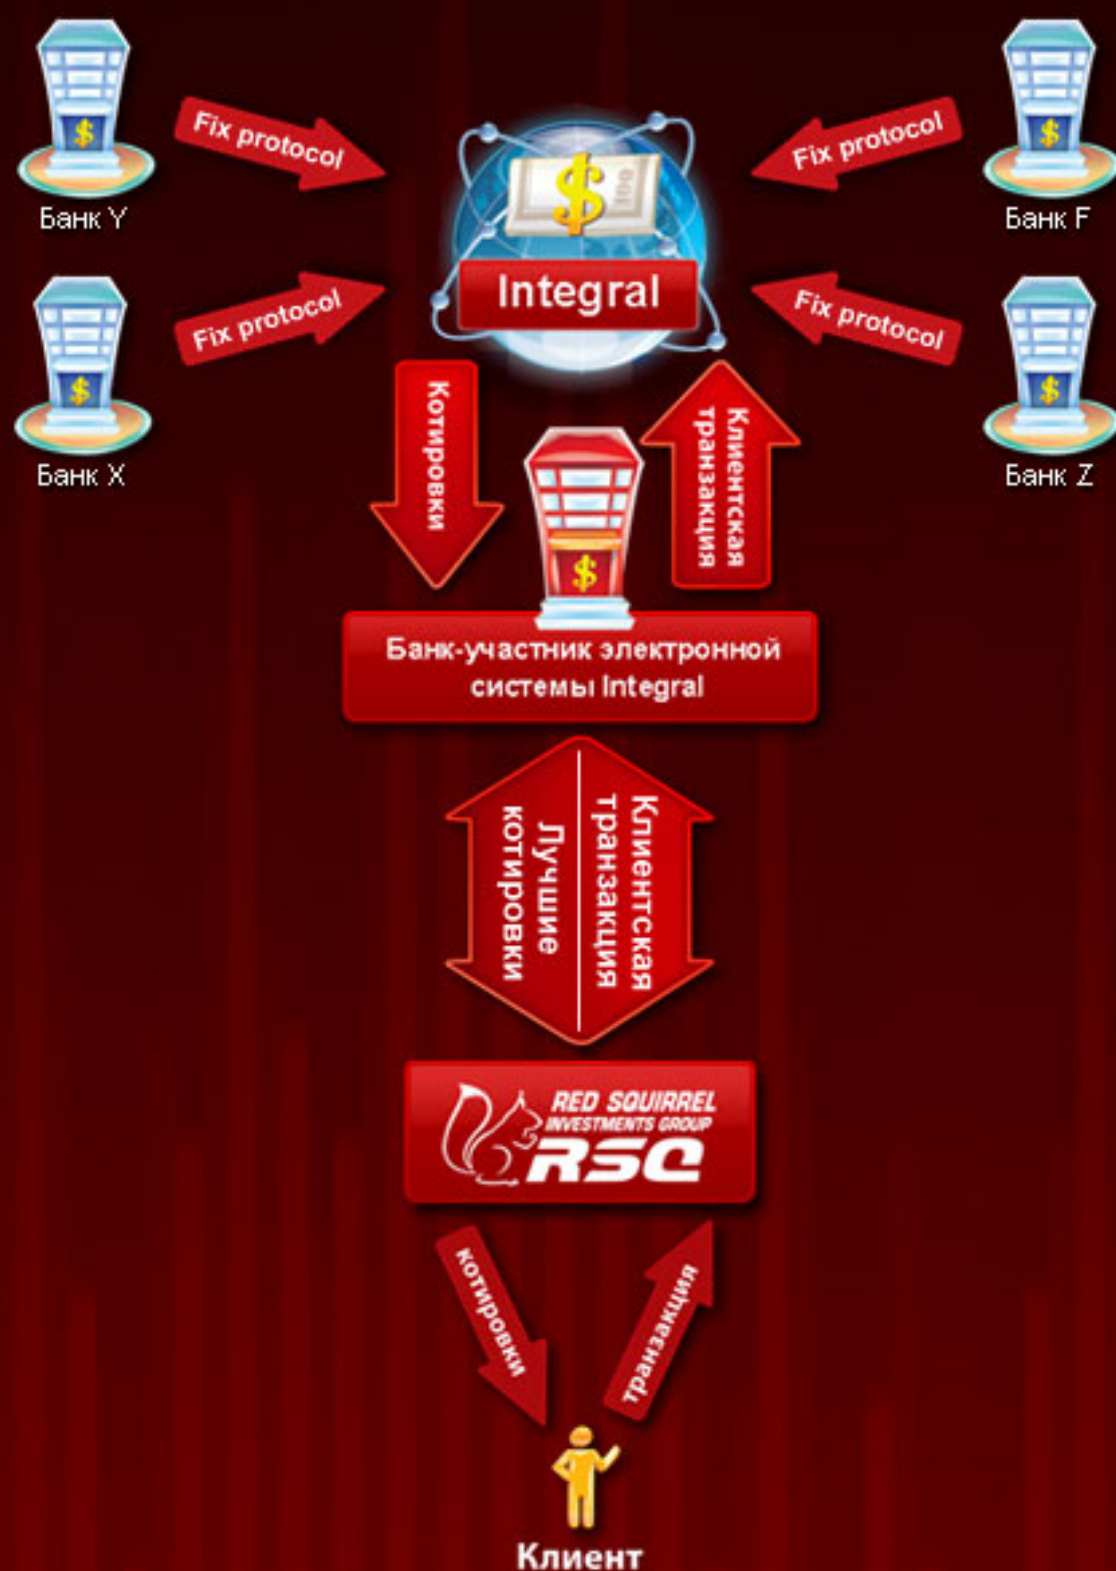 Fix protocol
Fix protocol
Банк Y
Банк F
Integral
Fix protocol
Fix protocol
Банк X
Банк Z
Котировки
Клиентская
транзакция
Банк-участник электронной
системы Integral
Лучшие
котировки
Клиентская
транзакция
RED SQUIRREL
INVESTMENTS GROUP
RSQ
котировки
транзакция
Клиент